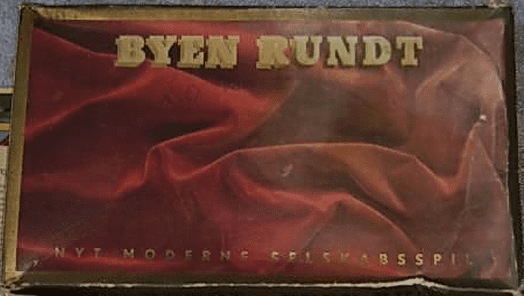 BYEN RUNDT
NYT MODERNE SELSKABSSPIL